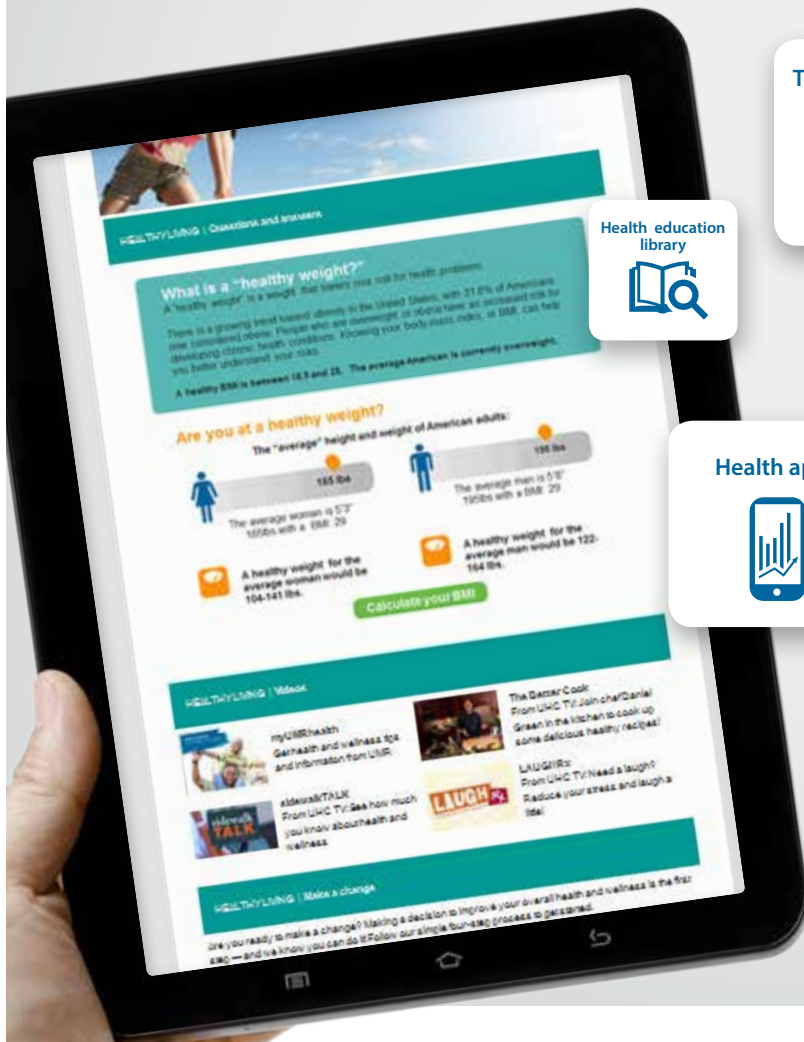 HEALTHYLIVING | Questions and answers
What is a "healthy weight?"
A "healthy weight" is a weight that lowers your risk for health problems.
There is a growing trend toward obesity in the United States, with 31.8% of Americans
now considered obese. People who are overweight or obese have an increased risk for
developing chronic health conditions. Knowing your body mass index, or BMI, can help
you better understand your risks.
A healthy BMI is between 18.5 and 25. The average American is currently overweight.
Are you at a healthy weight?
The "average" height and weight of American adults:
165 lbs
195 lbs
The average woman is 5'3"
165lbs with a BMI: 29
The average man is 5'8"
195lbs with a BMI: 29
A healthy weight for the
average woman would be
104-141 lbs.
A healthy weight for the
average man would be 122-
164 lbs.
Calculate your BMI
HEALTHYLIVING | Videos
myUMRhealth
Get health and wellness tips
and information from UMR.
The Better Cook
From UHC TV: Join chef Daniel
Green in the kitchen to cook up
some delicious healthy recipes!
sidewalk
TALK
sidewalkTALK
From UHC TV: See how much
you know about health and
wellness
LAUGH Rx
LAUGH Rx
From UHC TV: Need a laugh?
Reduce your stress and laugh a
little!
HEALTHYLIVING | Make a change
Are you ready to make a change? Making a decision to improve your overall health and wellness is the first
step — and we know you can do it! Follow our simple four-step process to get started.
Health education
library
T
Health ap